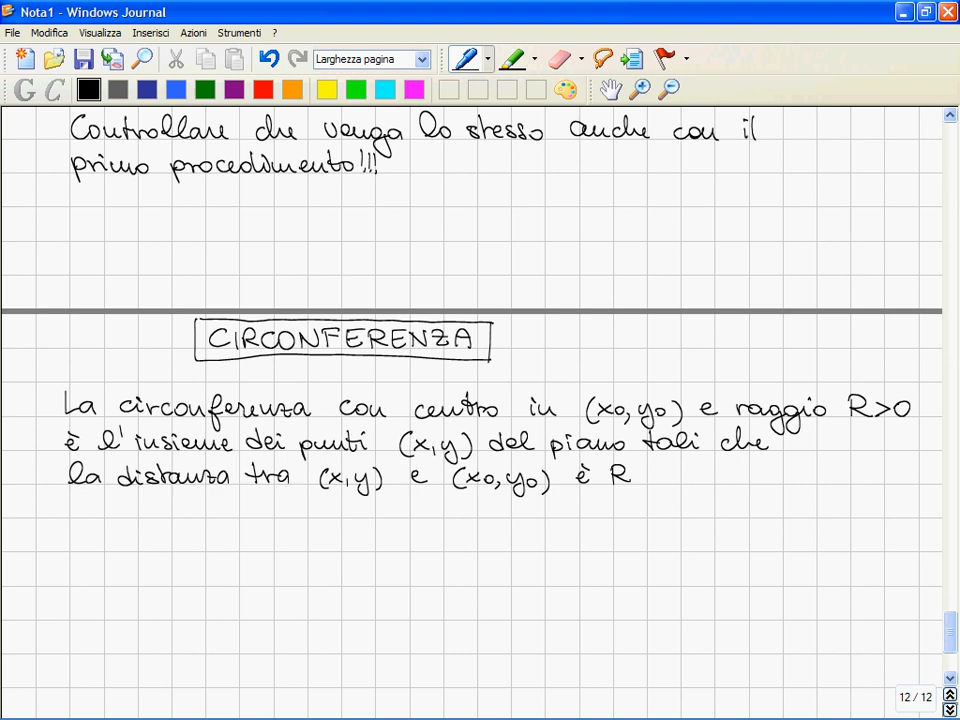 Nota1 - Windows Journal
File Modifica Visualizza Inserisci Azioni Strumenti ?
Larghezza pagina
G C
Controllare che venga lo stesso anche con il
primo procedimento!!!
CIRCONFERENZA
La circonferenza con centro in (x0,y0) e raggio R>0
è l'insieme dei punti (x,y) del piano tali che
la distanza tra (x,y) e (x0,y0) è R
12 / 12